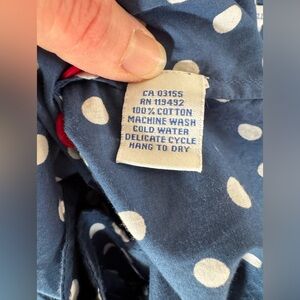 CA 03155
RN 119492
100% COTTON
MACHINE WASH
COLD WATER
DELICATE CYCLE
HANG TO DRY